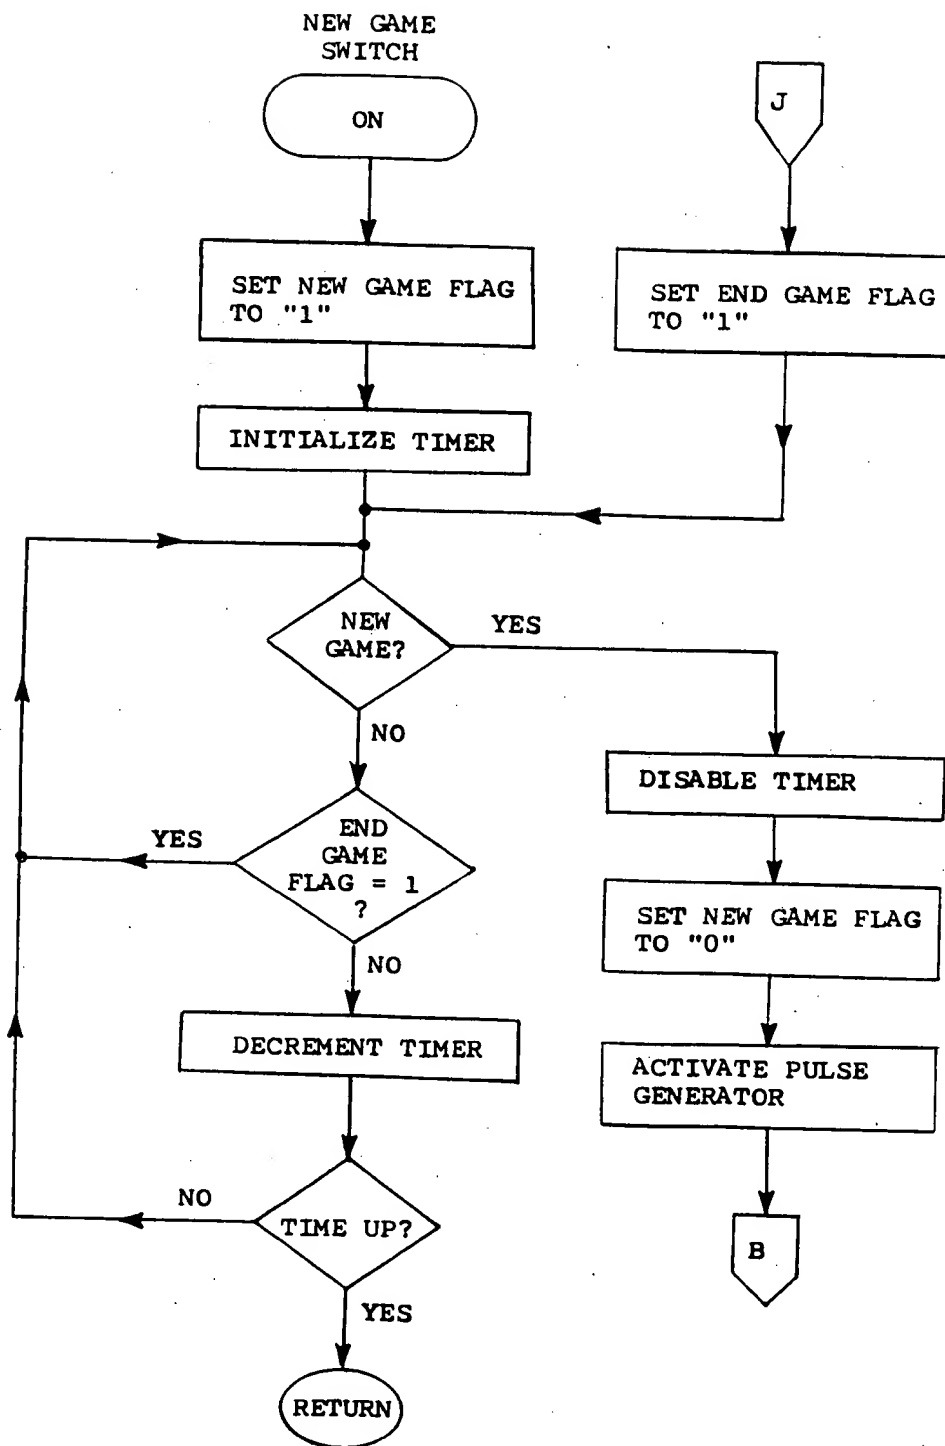 NEW GAME
SWITCH
ON
J
SET NEW GAME FLAG
TO "1"
SET END GAME FLAG
TO "1"
INITIALIZE TIMER
NEW
GAME?
YES
NO
DISABLE TIMER
END
GAME
FLAG = 1
?
YES
NO
SET NEW GAME FLAG
TO "0"
DECREMENT TIMER
ACTIVATE PULSE
GENERATOR
TIME UP?
NO
YES
B
RETURN